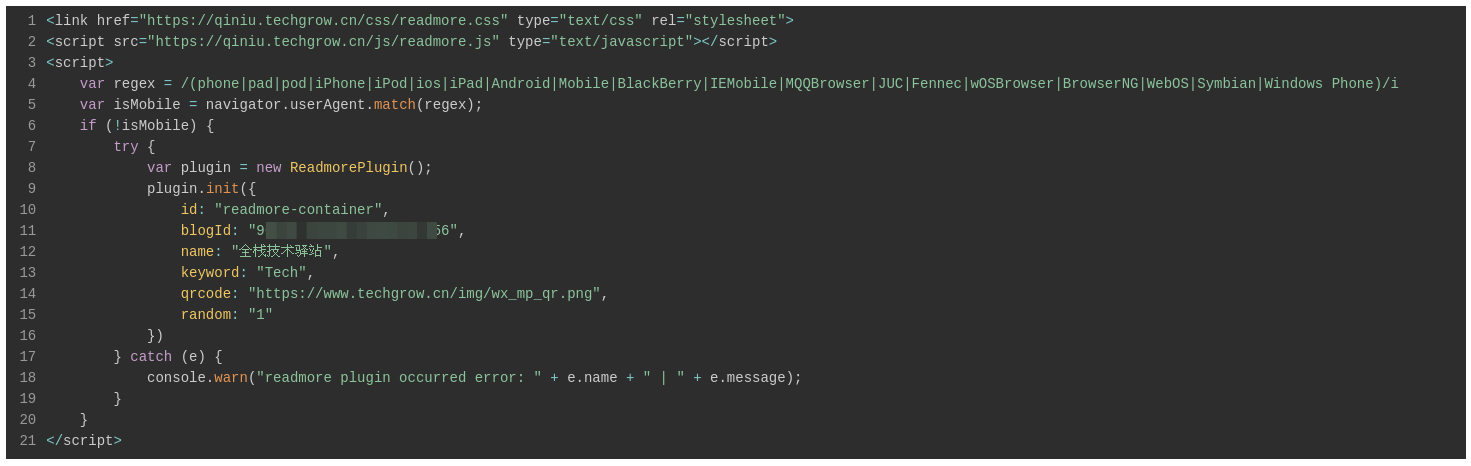 1 <link href="https://qiniu.techgrow.cn/css/readmore.css" type="text/css" rel="stylesheet">
2 <script src="https://qiniu.techgrow.cn/js/readmore.js" type="text/javascript"></script>
3 <script>
4     var regex = /(phone|pad|pod|iPhone|iPod|ios|iPad|Android|Mobile|BlackBerry|IEMobile|MQQBrowser|JUC|Fennec|wOSBrowser|BrowserNG|WebOS|Symbian|Windows Phone)/i
5     var isMobile = navigator.userAgent.match(regex);
6     if (!isMobile) {
7         try {
8             var plugin = new ReadmorePlugin();
9             plugin.init({
10                 id: "readmore-container",
11                 blogId: "9 56",
12                 name: "全栈技术驿站",
13                 keyword: "Tech",
14                 qrcode: "https://www.techgrow.cn/img/wx_mp_qr.png",
15                 random: "1"
16             })
17         } catch (e) {
18             console.warn("readmore plugin occurred error: " + e.name + " | " + e.message);
19         }
20     }
21 </script>